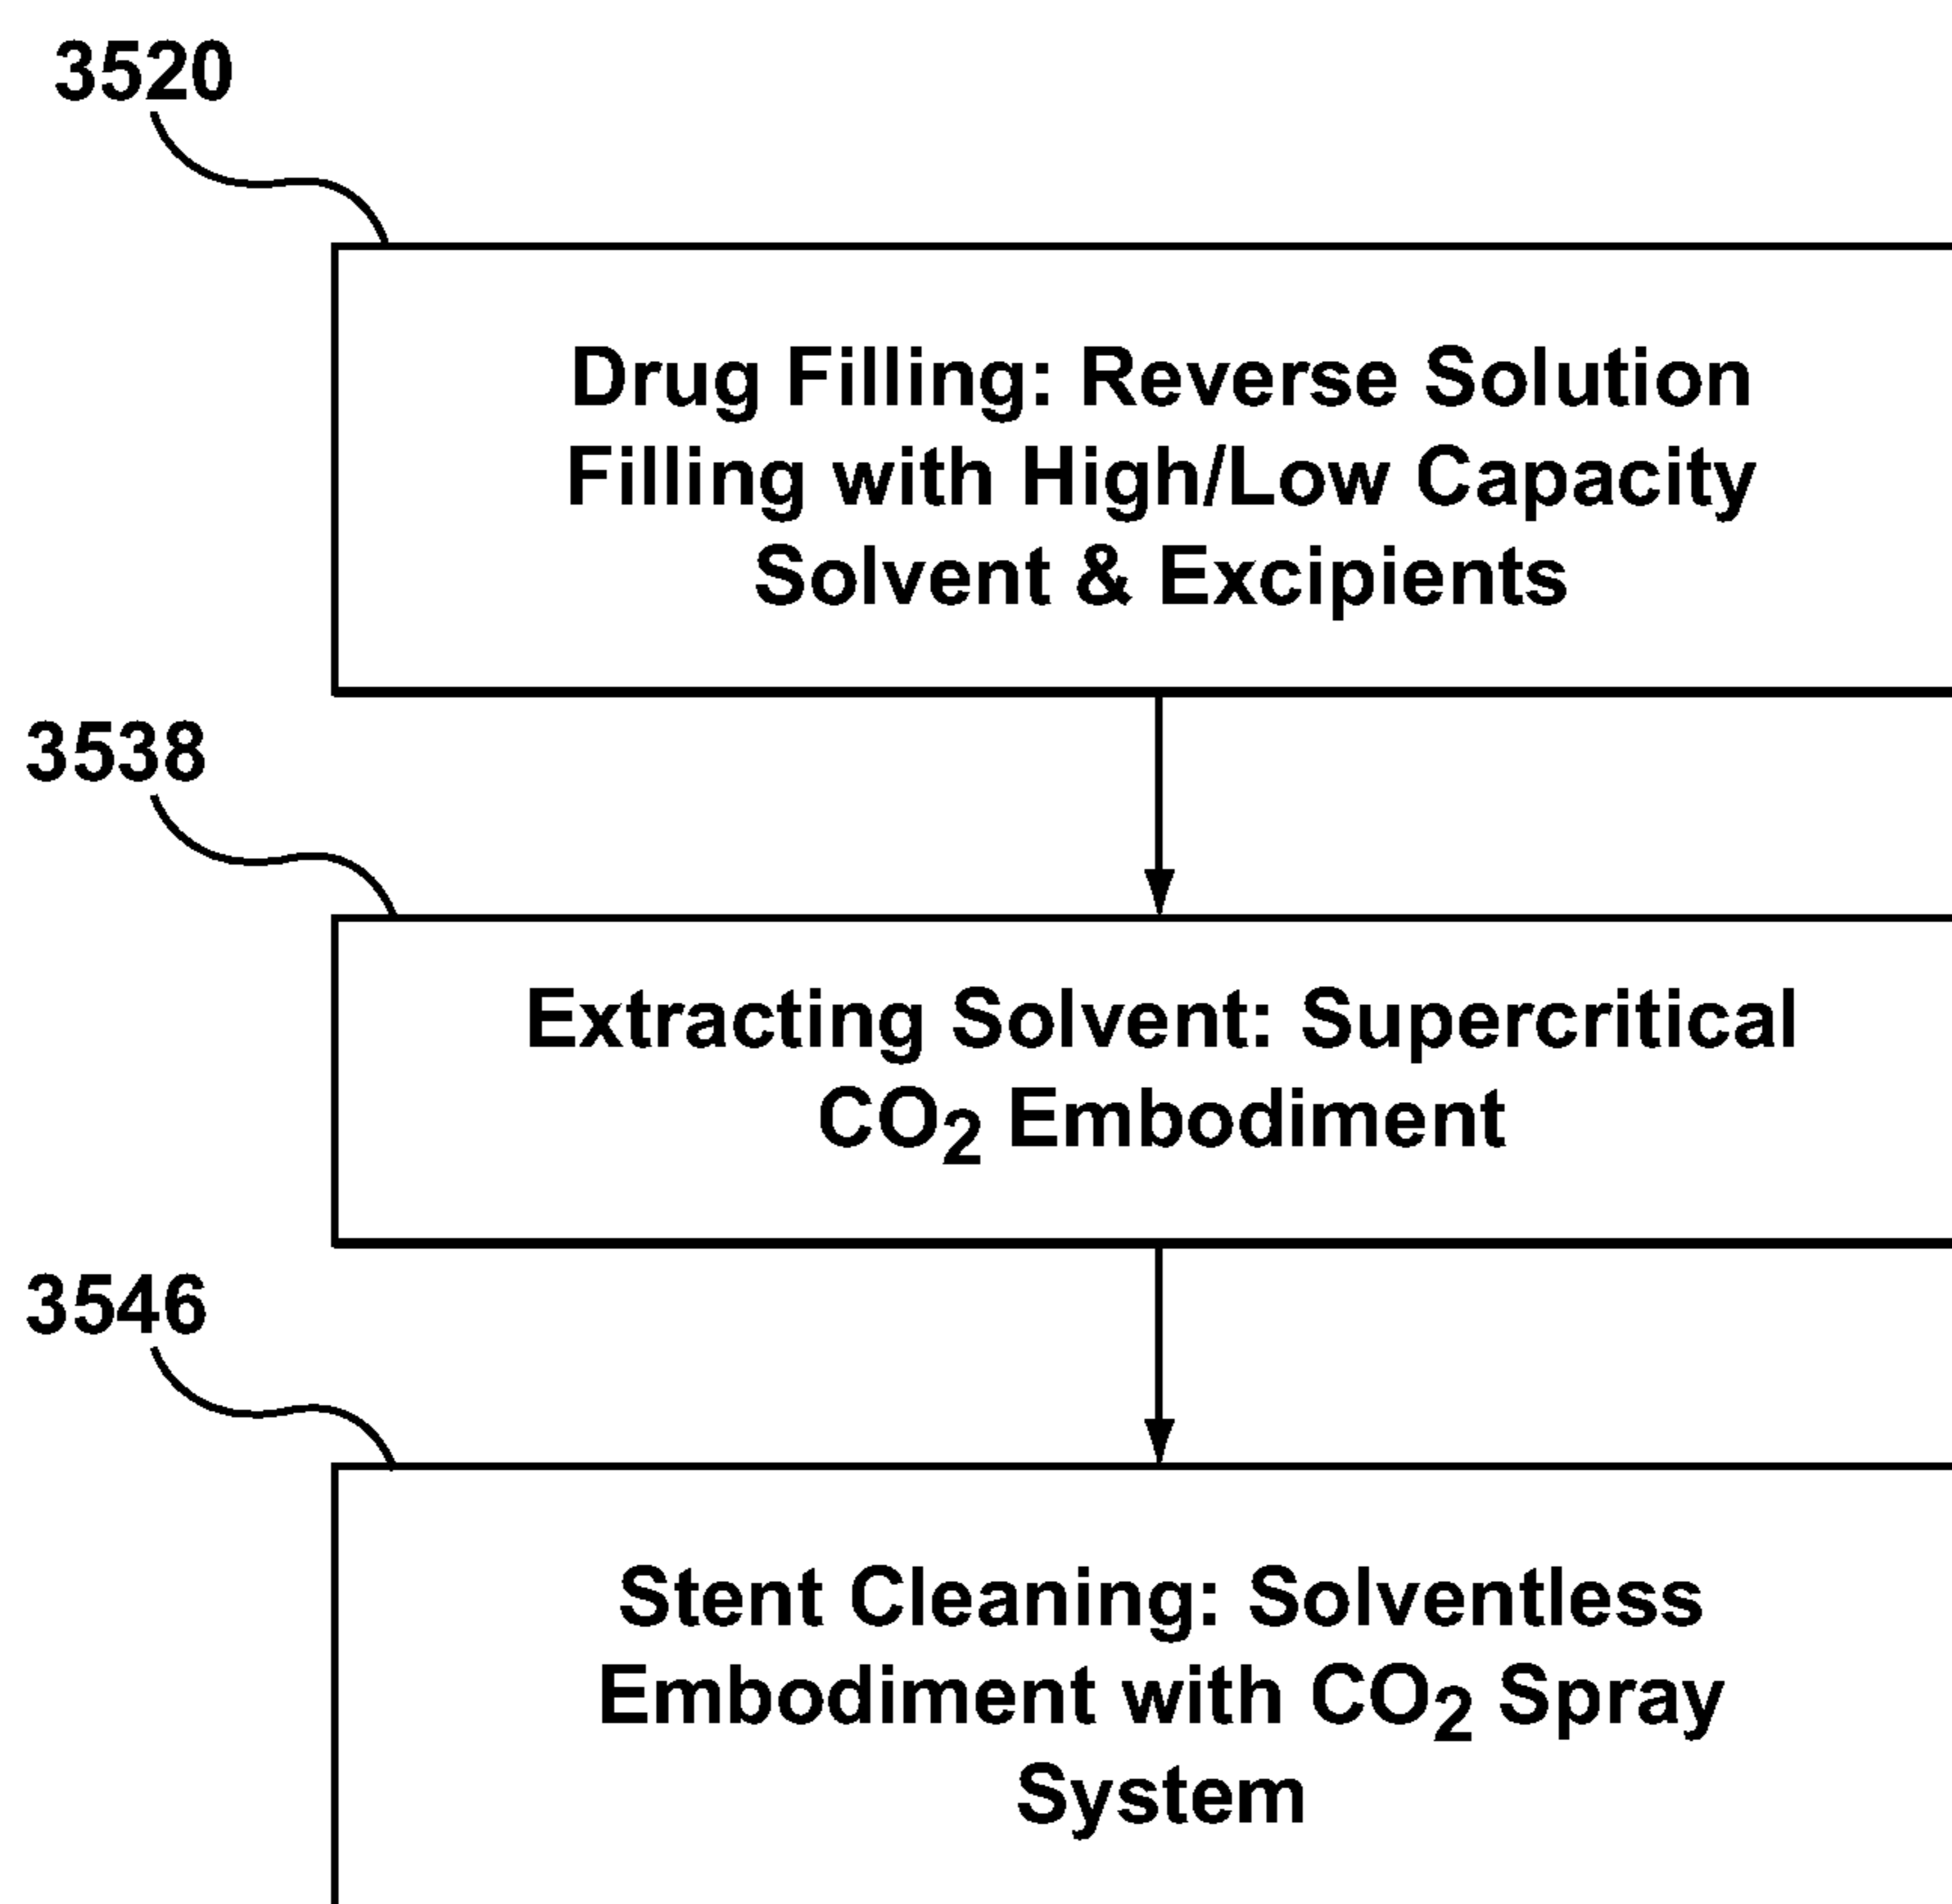 3520
Drug Filling: Reverse Solution
Filling with High/Low Capacity
Solvent & Excipients
3538
Extracting Solvent: Supercritical
CO2 Embodiment
3546
Stent Cleaning: Solventless
Embodiment with CO2 Spray
System